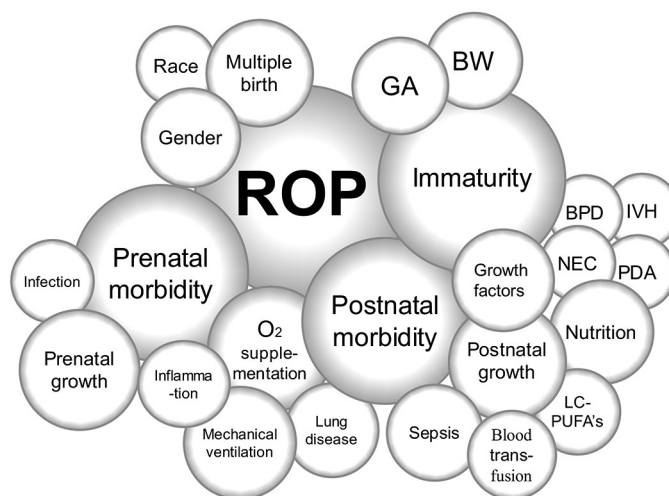 Race
Multiple
birth
GA
BW
Gender
ROP
Immaturity
BPD
IVH
Prenatal
morbidity
Infection
Growth
factors
NEC
PDA
Postnatal
morbidity
O2
supple-
mentation
Nutrition
Prenatal
growth
Inflamma
-tion
Postnatal
growth
LC-
PUFA's
Mechanical
ventilation
Lung
disease
Sepsis
Blood
trans-
fusion